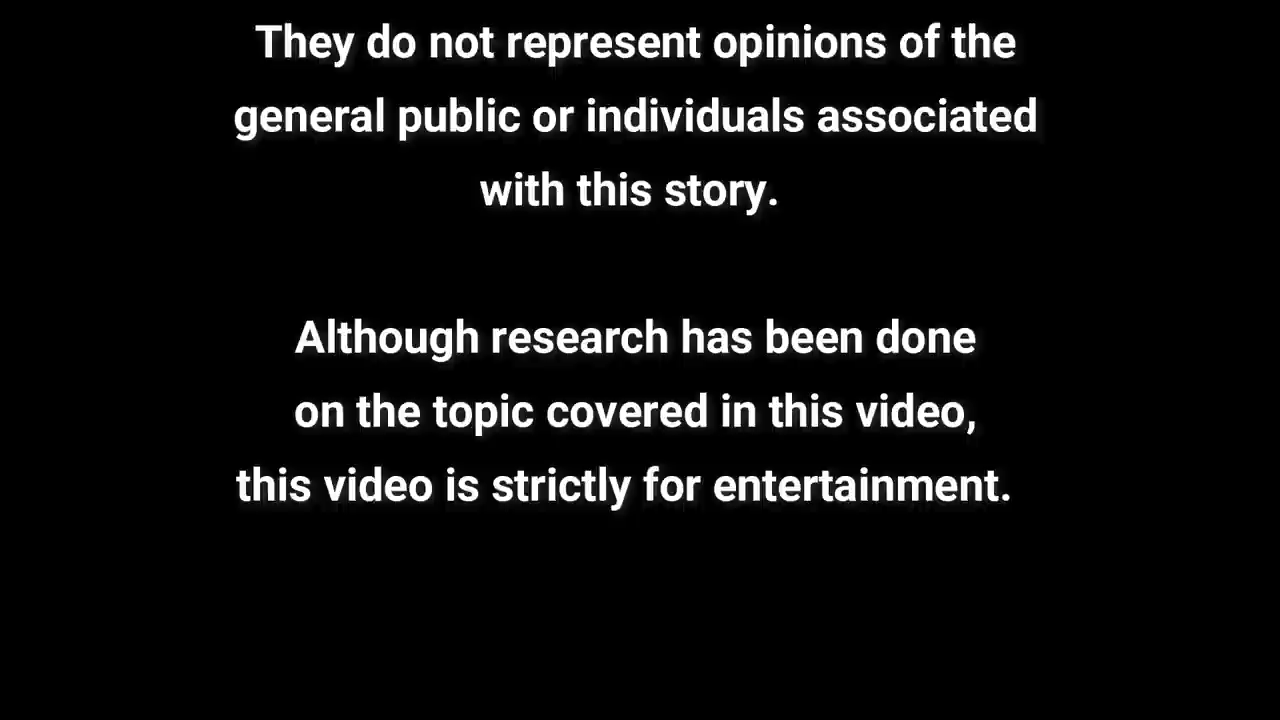 They do not represent opinions of the
general public or individuals associated
with this story.
Although research has been done
on the topic covered in this video,
this video is strictly for entertainment.